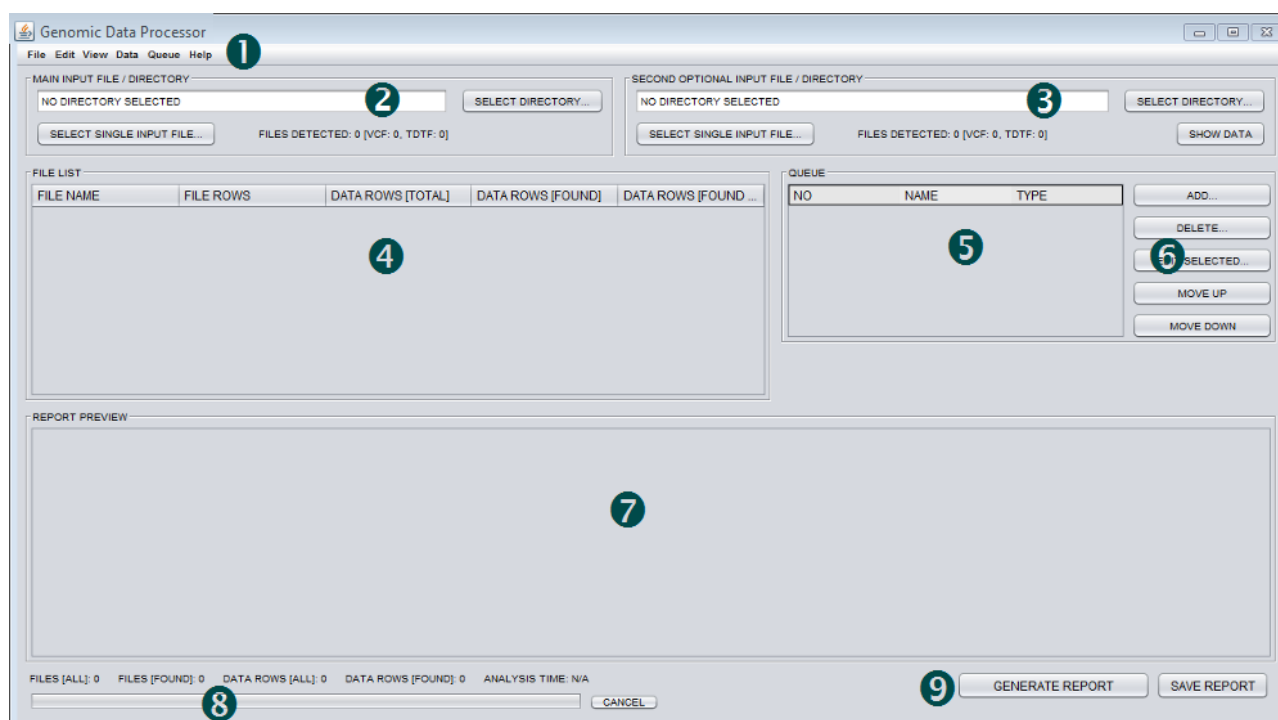 Genomic Data Processor
File Edit View Data Queue Help
1
MAIN INPUT FILE / DIRECTORY
NO DIRECTORY SELECTED
2
SELECT DIRECTORY...
SELECT SINGLE INPUT FILE...
FILES DETECTED: 0 [VCF: 0, TDTF: 0]
SECOND OPTIONAL INPUT FILE / DIRECTORY
NO DIRECTORY SELECTED
3
SELECT DIRECTORY...
SELECT SINGLE INPUT FILE...
FILES DETECTED: 0 [VCF: 0, TDTF: 0]
SHOW DATA
FILE LIST
FILE NAME FILE ROWS DATA ROWS [TOTAL] DATA ROWS [FOUND] DATA ROWS [FOUND ...
4
QUEUE
NO NAME TYPE
5
ADD...
DELETE...
6
SELECTED...
MOVE UP
MOVE DOWN
REPORT PREVIEW
7
FILES [ALL]: 0 FILES [FOUND]: 0 DATA ROWS [ALL]: 0 DATA ROWS [FOUND]: 0 ANALYSIS TIME: N/A
8
CANCEL
9
GENERATE REPORT
SAVE REPORT